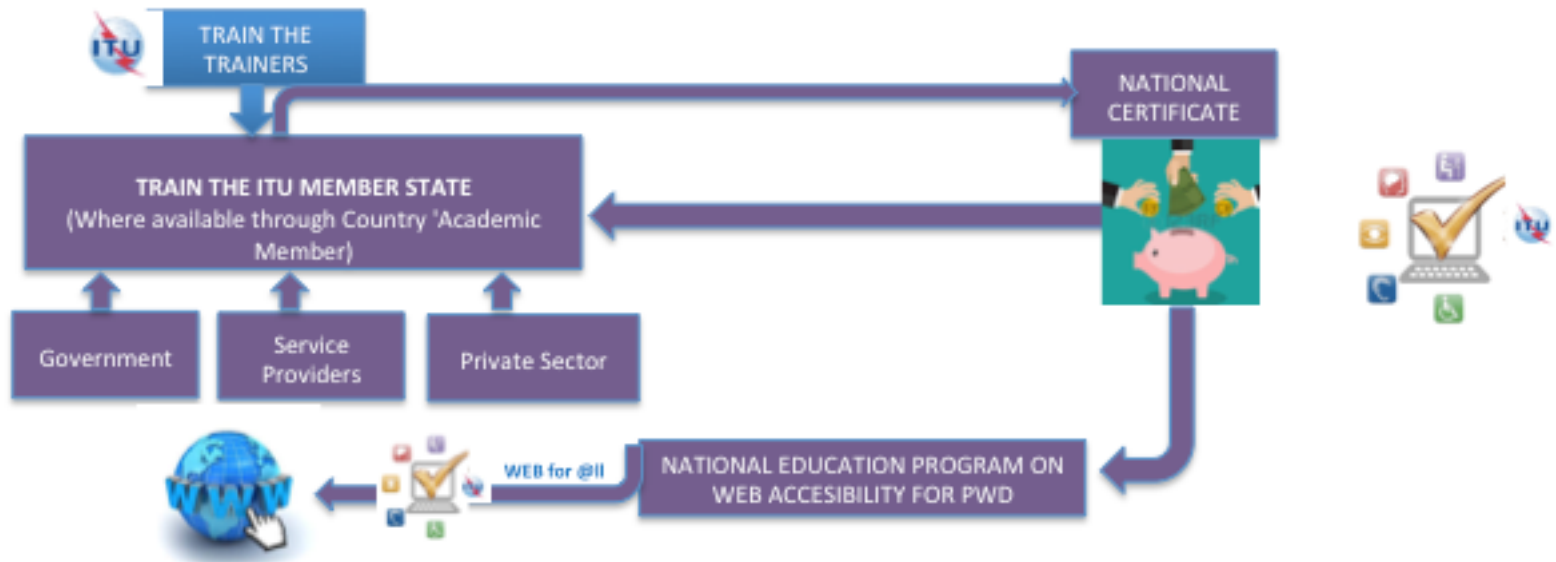 ITU
TRAIN THE
TRAINERS
NATIONAL
CERTIFICATE
TRAIN THE ITU MEMBER STATE
(Where available through Country 'Academic
Member)
ITU
Government
Service
Providers
Private Sector
WEB for @ll
NATIONAL EDUCATION PROGRAM ON
WEB ACCESIBILITY FOR PWD
WWW